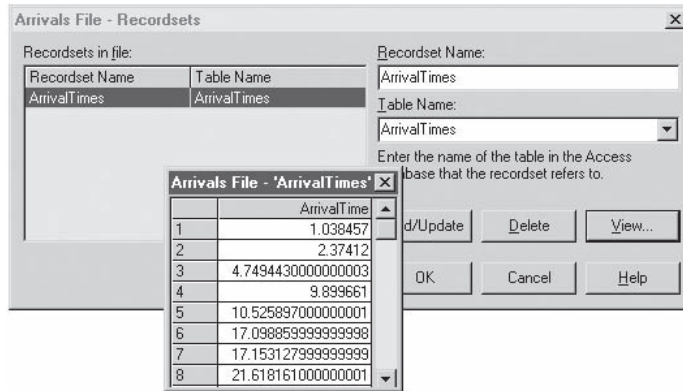 Arrivals File - Recordsets
Recordsets in file:
Recordset Name Table Name
ArrivalTimes ArrivalTimes
Recordset Name:
ArrivalTimes
Table Name:
ArrivalTimes
Enter the name of the table in the Access
base that the recordset refers to.
d/Update Delete View...
OK Cancel Help
Arrivals File - 'ArrivalTimes'
ArrivalTime
1 1.038457
2 2.37412
3 4.7494430000000003
4 9.899661
5 10.525897000000001
6 17.098859999999998
7 17.153127999999999
8 21.618161000000001